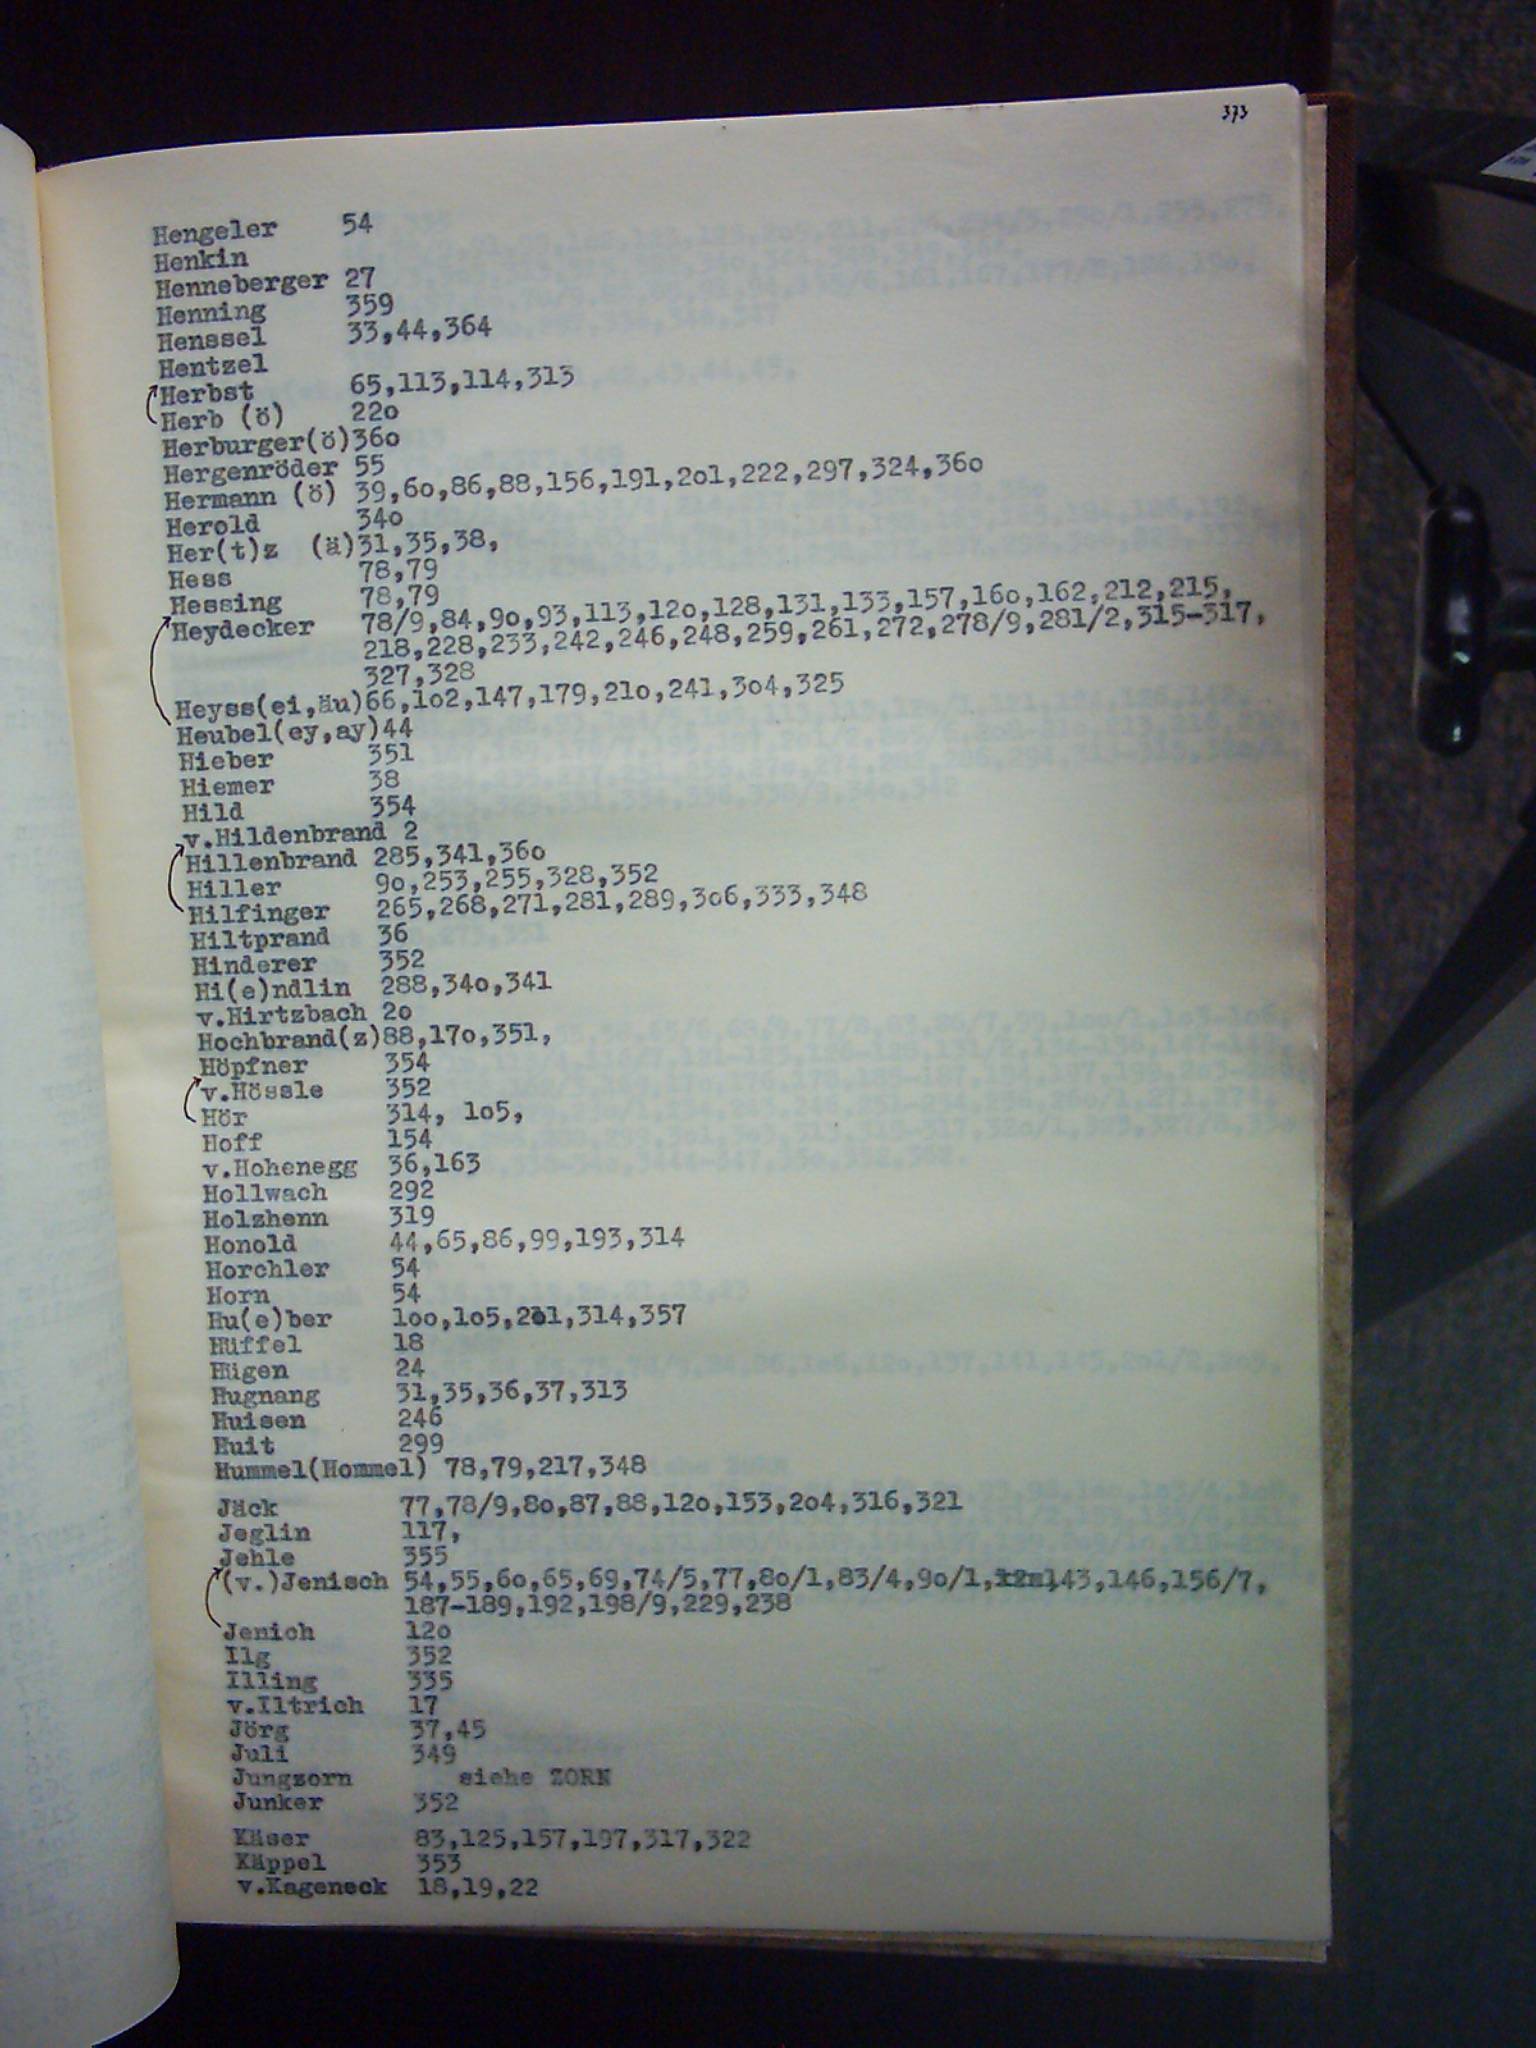 373
Hengeler 54
Henkin
Henneberger 27
Henning 359
Henssel 33,44,364
Hentzel
Herbst 65,113,114,313
Herb (ö) 22o
Herburger(ö)36o
Hergenröder 55
Hermann (ö) 39,6o,86,88,156,191,2o1,222,297,324,36o
Herold 34o
Her(t)z (ä)31,35,38,
Hess 78,79
Hessing 78,79
Heydecker 78/9,84,9o,93,113,12o,128,131,133,157,16o,162,212,215,
218,228,233,242,246,248,259,261,272,278/9,281/2,315-317,
327,328
Heyss(ei,äu)66,1o2,147,179,21o,241,3o4,325
Heubel(ey,ay)44
Hieber 351
Hiemer 38
Hild 354
v.Hildenbrand 2
Hillenbrand 285,341,36o
Hiller 9o,253,255,328,352
Hilfinger 265,268,271,281,289,3o6,333,348
Hiltprand 36
Hinderer 352
Hi(e)ndlin 288,34o,341
v.Hirtzbach 2o
Hochbrand(z)88,17o,351,
Höpfner 354
v.Hössle 352
Hör 314, 1o5,
Hoff 154
v.Hohenegg 36,163
Hollwach 292
Holzhenn 319
Honold 44,65,86,99,193,314
Horchler 54
Horn 54
Hu(e)ber 1oo,1o5,314,357
Hüffel 18
Hügen 24
Hugnang 31,35,36,37,313
Huisen 246
Huit 299
Hummel(Hommel) 78,79,217,348
Jäck 77,78/9,8o,87,88,12o,153,2o4,316,321
Jeglin 117,
Jehle 355
(v.)Jenisch 54,55,6o,65,69,74/5,77,8o/1,83/4,9o/1,143,146,156/7,
187-189,192,198/9,229,238
Jenich 12o
Ilg 352
Illing 335
v.Iltrich 17
Jörg 37,45
Juli 349
Jungzorn siehe ZORN
Junker 352
Käser 83,125,157,197,317,322
Käppel 353
v.Kageneck 18,19,22